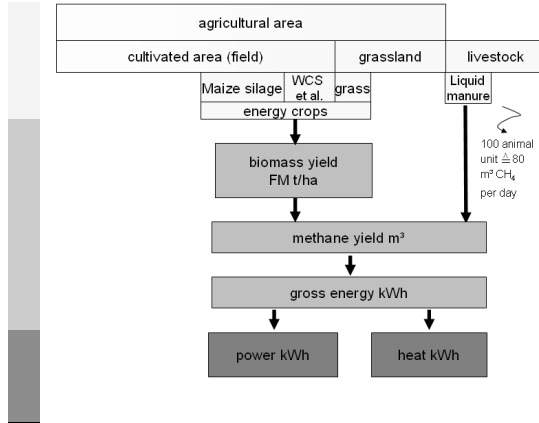 agricultural area
cultivated area (field)
grassland
livestock
Maize silage
WCS
et al.
grass
Liquid
manure
energy crops
100 animal
unit ≙ 80
m³ CH₄
per day
biomass yield
FM t/ha
methane yield m³
gross energy kWh
power kWh
heat kWh